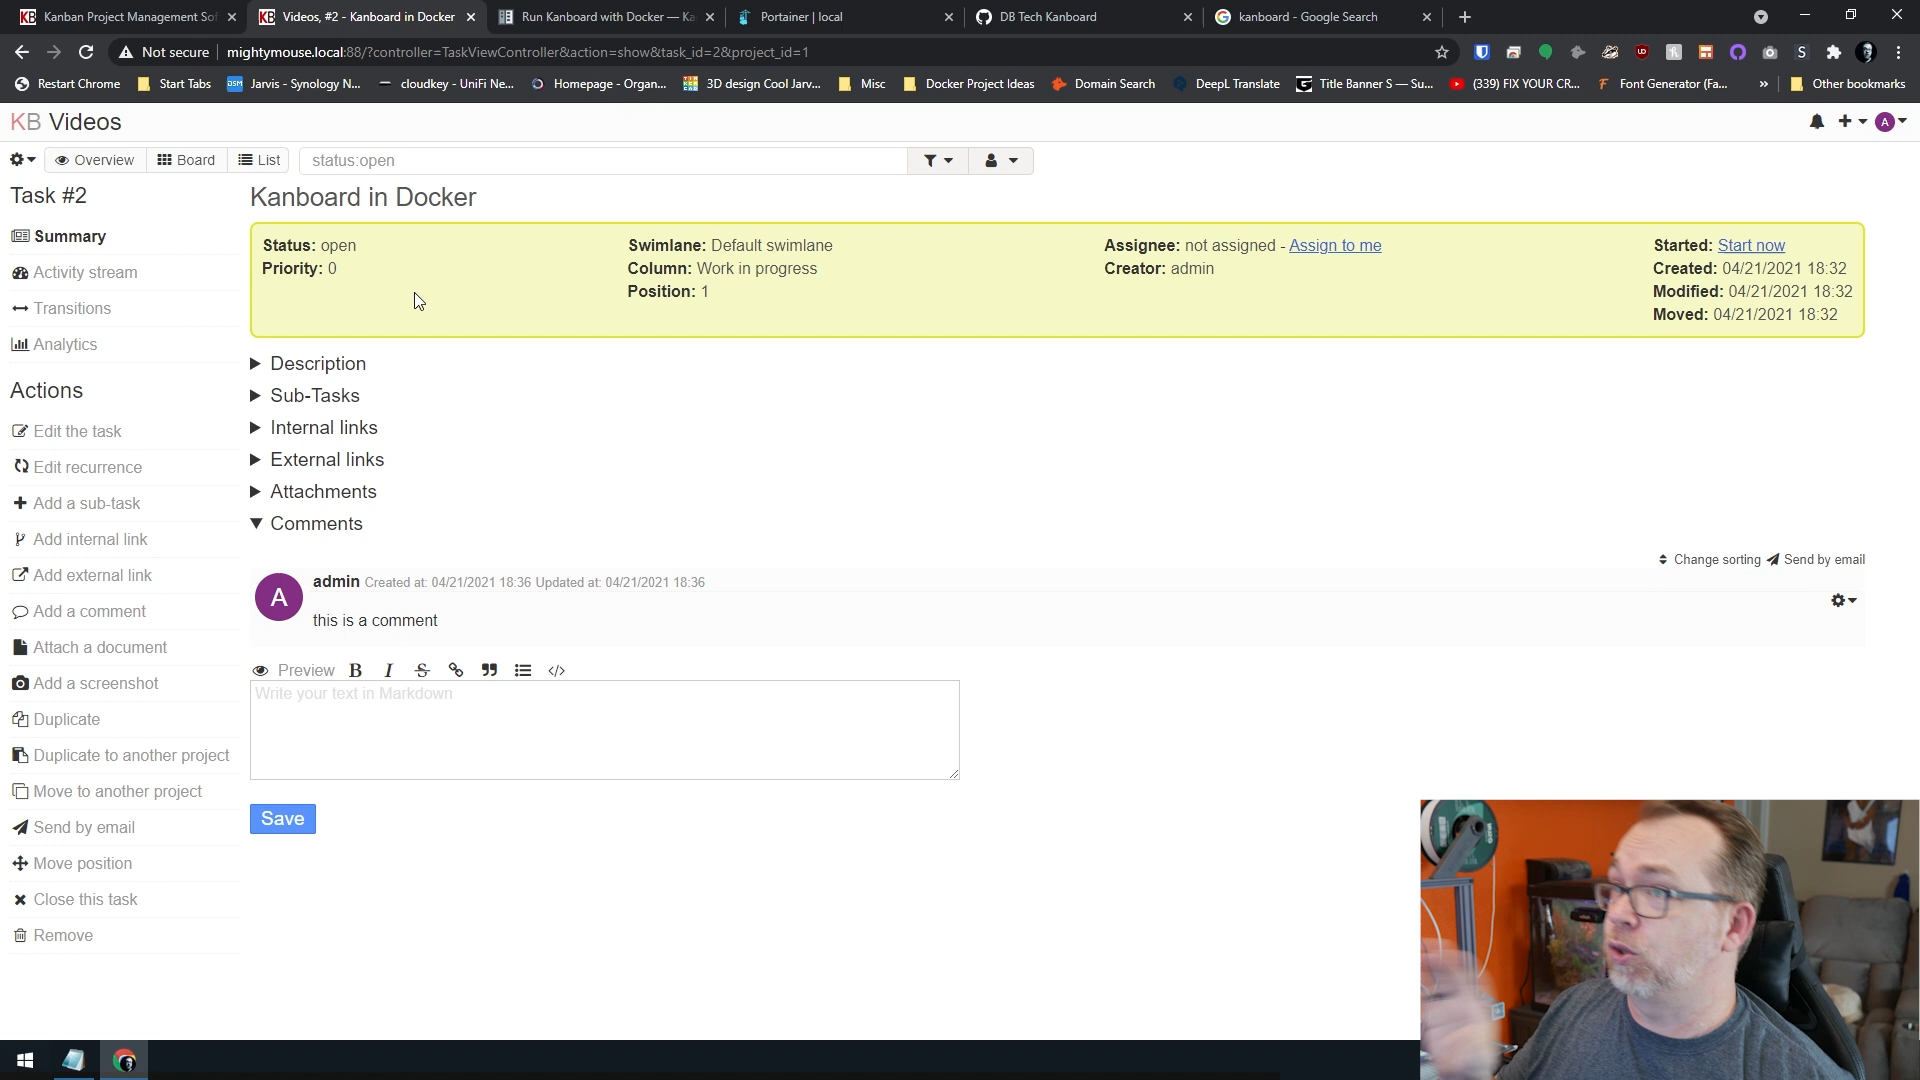 Kanban Project Management Sof
Videos, #2 - Kanboard in Docker
Run Kanboard with Docker — Ka
Portainer | local
DB Tech Kanboard
kanboard - Google Search
Not secure
mightymouse.local:88/?controller=TaskViewController&action=show&task_id=2&project_id=1
Restart Chrome
Start Tabs
Jarvis - Synology N...
cloudkey - UniFi Ne...
Homepage - Organ...
3D design Cool Jarv...
Misc
Docker Project Ideas
Domain Search
DeepL Translate
Title Banner S — Su...
(339) FIX YOUR CR...
Font Generator (Fa...
»
Other bookmarks
KB Videos
A
Overview
Board
List
status:open
Task #2
Kanboard in Docker
Summary
Activity stream
Transitions
Analytics
Status: open
Priority: 0
Swimlane: Default swimlane
Column: Work in progress
Position: 1
Assignee: not assigned - Assign to me
Creator: admin
Started: Start now
Created: 04/21/2021 18:32
Modified: 04/21/2021 18:32
Moved: 04/21/2021 18:32
Actions
Edit the task
Edit recurrence
Add a sub-task
Add internal link
Add external link
Add a comment
Attach a document
Add a screenshot
Duplicate
Duplicate to another project
Move to another project
Send by email
Move position
Close this task
Remove
Description
Sub-Tasks
Internal links
External links
Attachments
Comments
Change sorting Send by email
A
admin Created at: 04/21/2021 18:36 Updated at: 04/21/2021 18:36
this is a comment
Preview B I S
Write your text in Markdown
Save